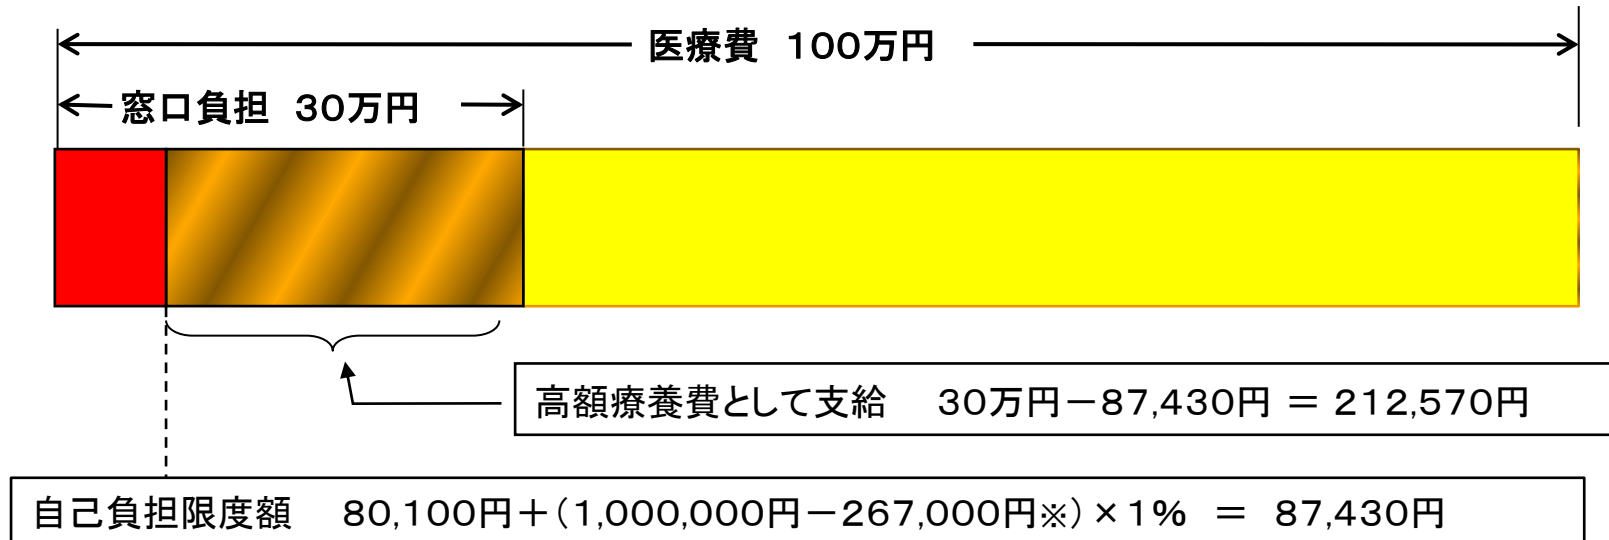 医療費　１００万円
窓口負担　３０万円
高額療養費として支給　３０万円－８７,４３０円 ＝ ２１２,５７０円
自己負担限度額　８０,１００円＋（１,０００,０００円－２６７,０００円※）×１％　＝　８７,４３０円